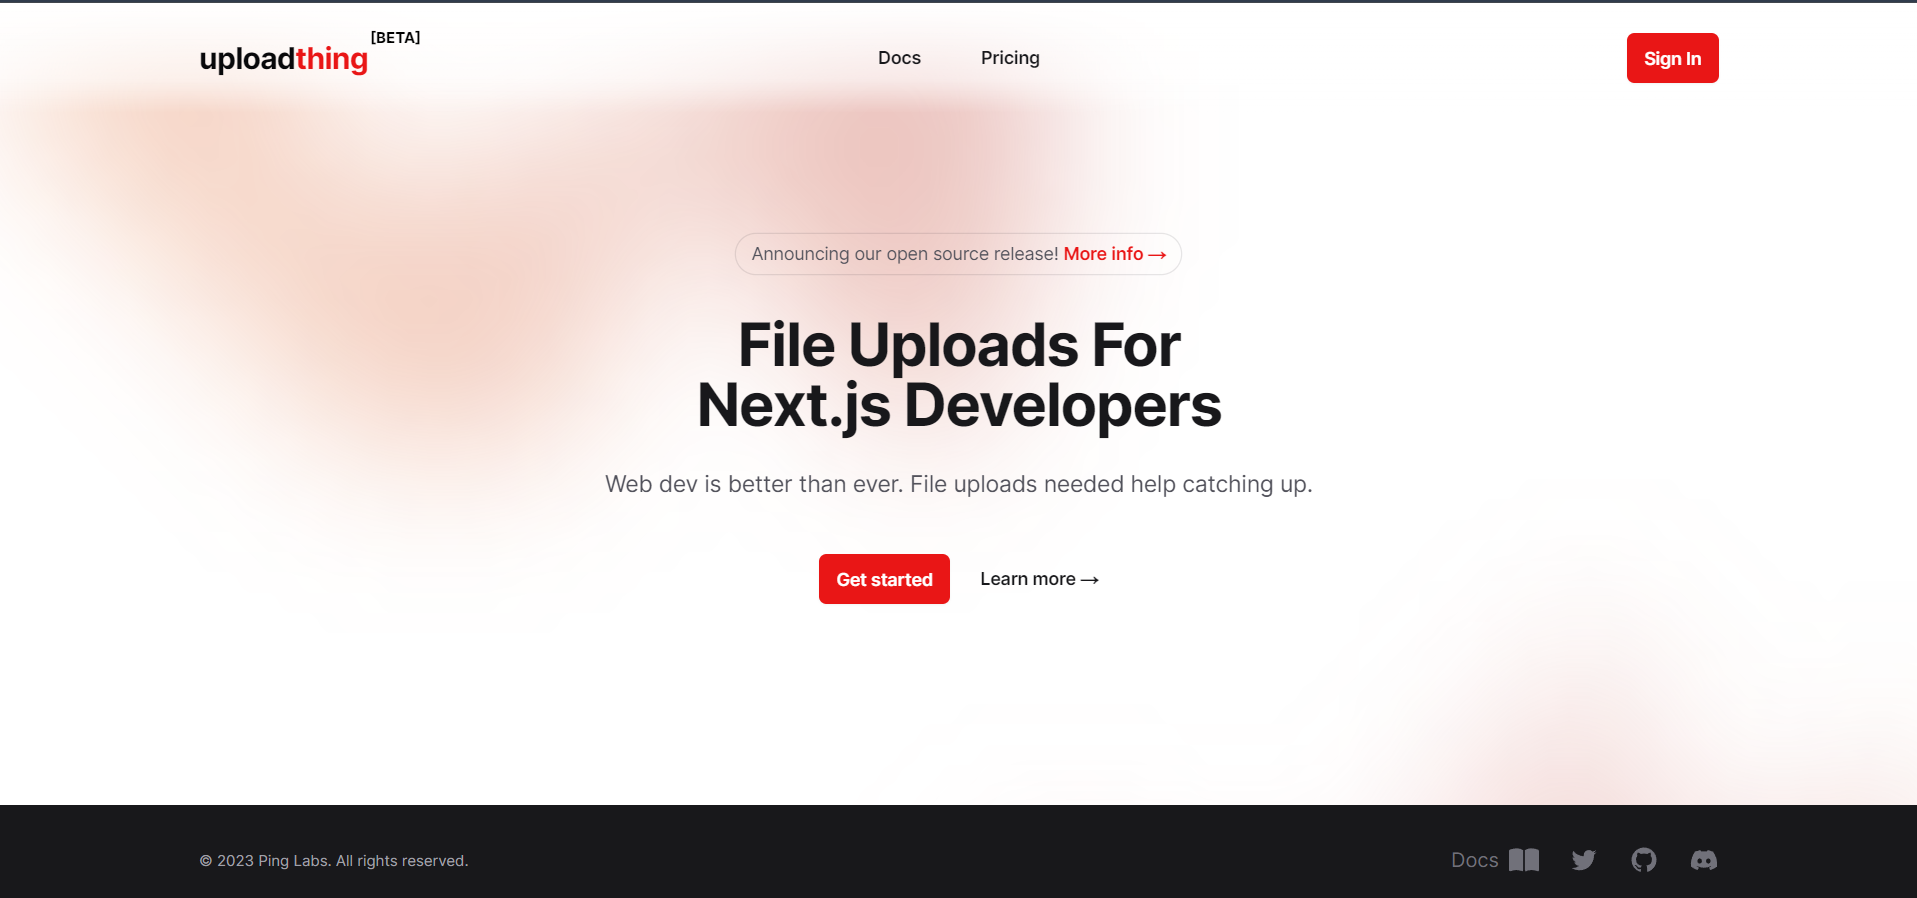 uploadthing [BETA]
Docs
Pricing
Sign In
Announcing our open source release! More info →
File Uploads For
Next.js Developers
Web dev is better than ever. File uploads needed help catching up.
Get started
Learn more →
© 2023 Ping Labs. All rights reserved.
Docs